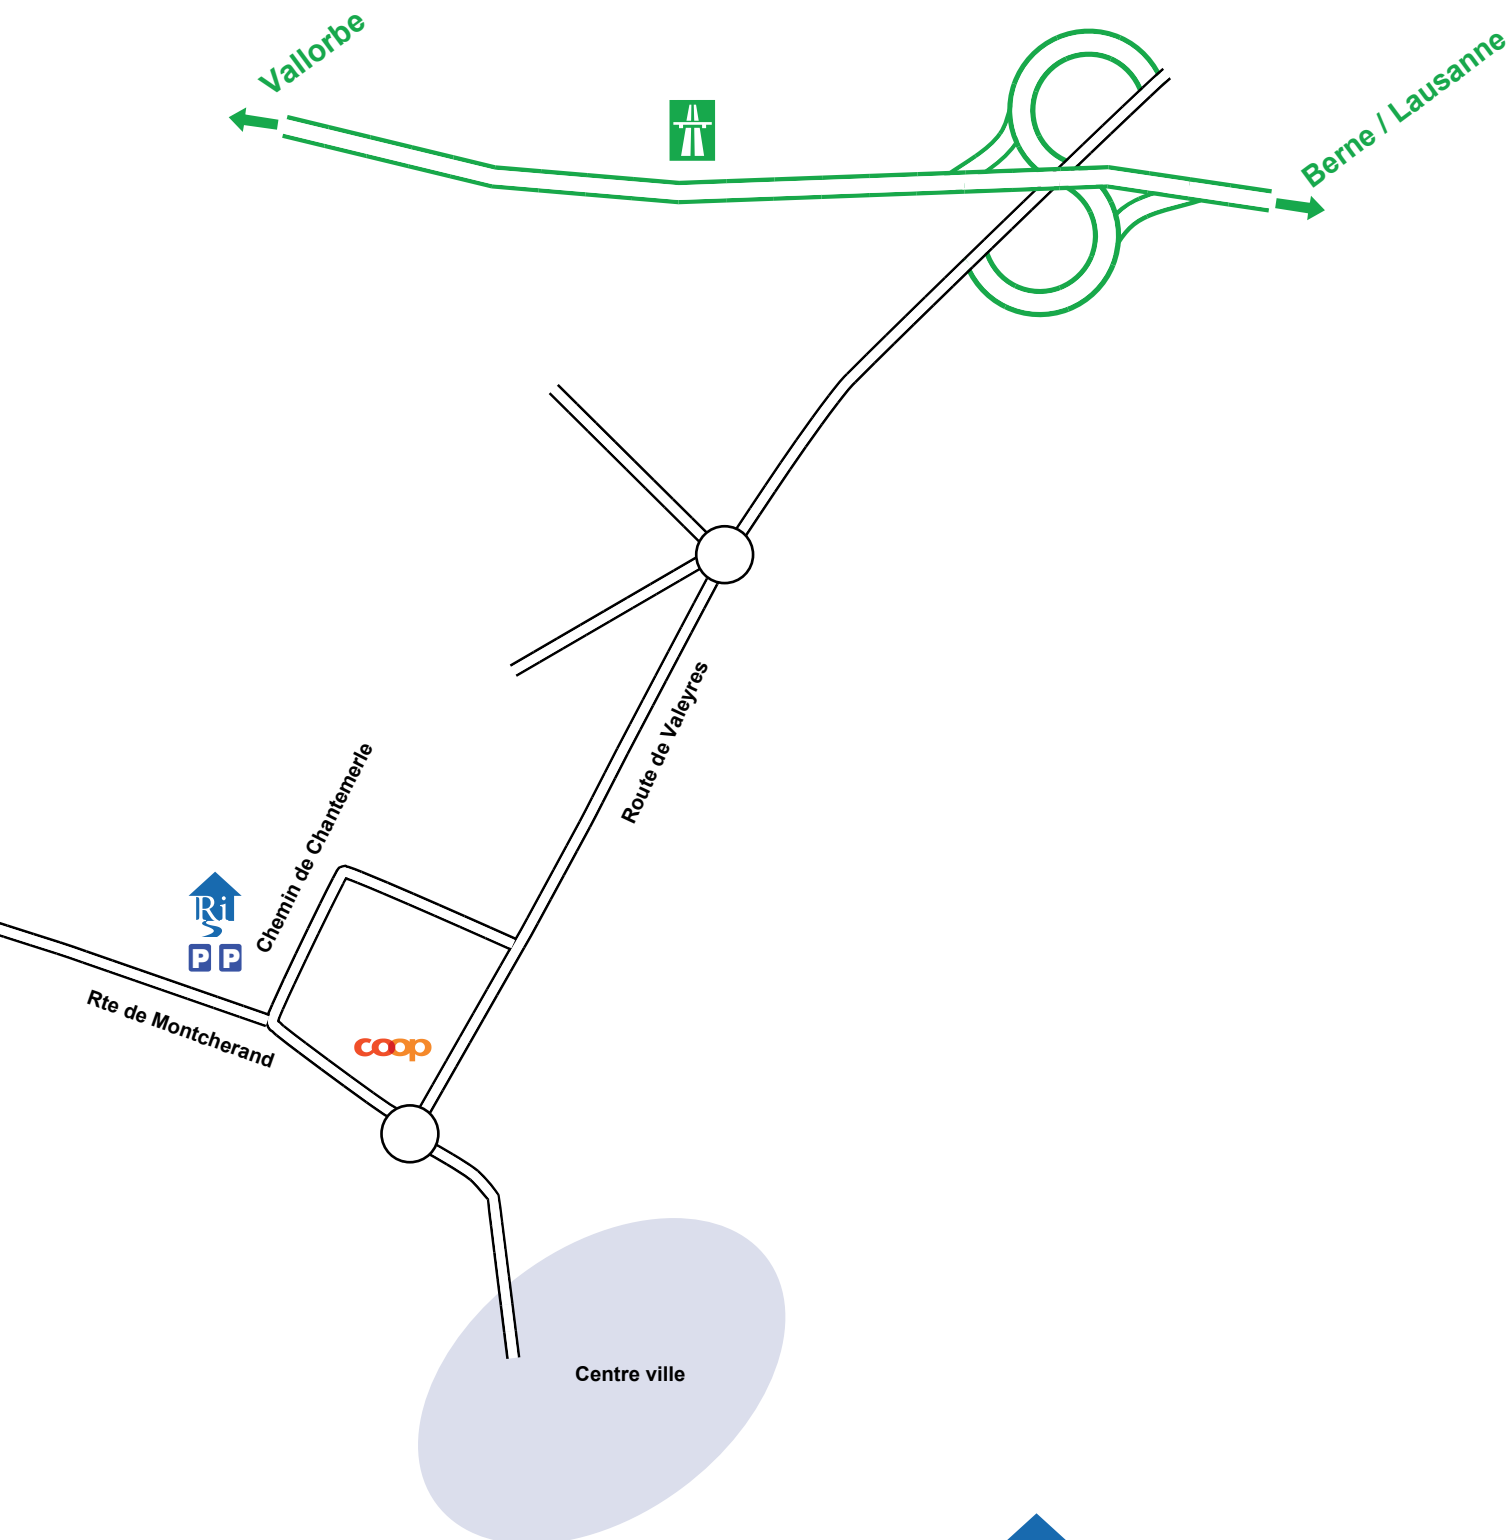 Vallorbe
Berne / Lausanne
Route de Valeyres
Chemin de Chantemerle
Ri
P P
Rte de Montcherand
coop
Centre ville